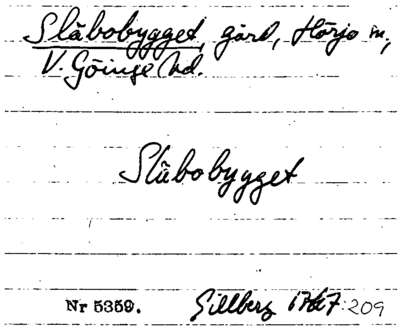 Slåbobygget, gård, Hörja sn,
V. Göinge hd.
Slåbobygget
Nr 5359. Gillberg 1767:209